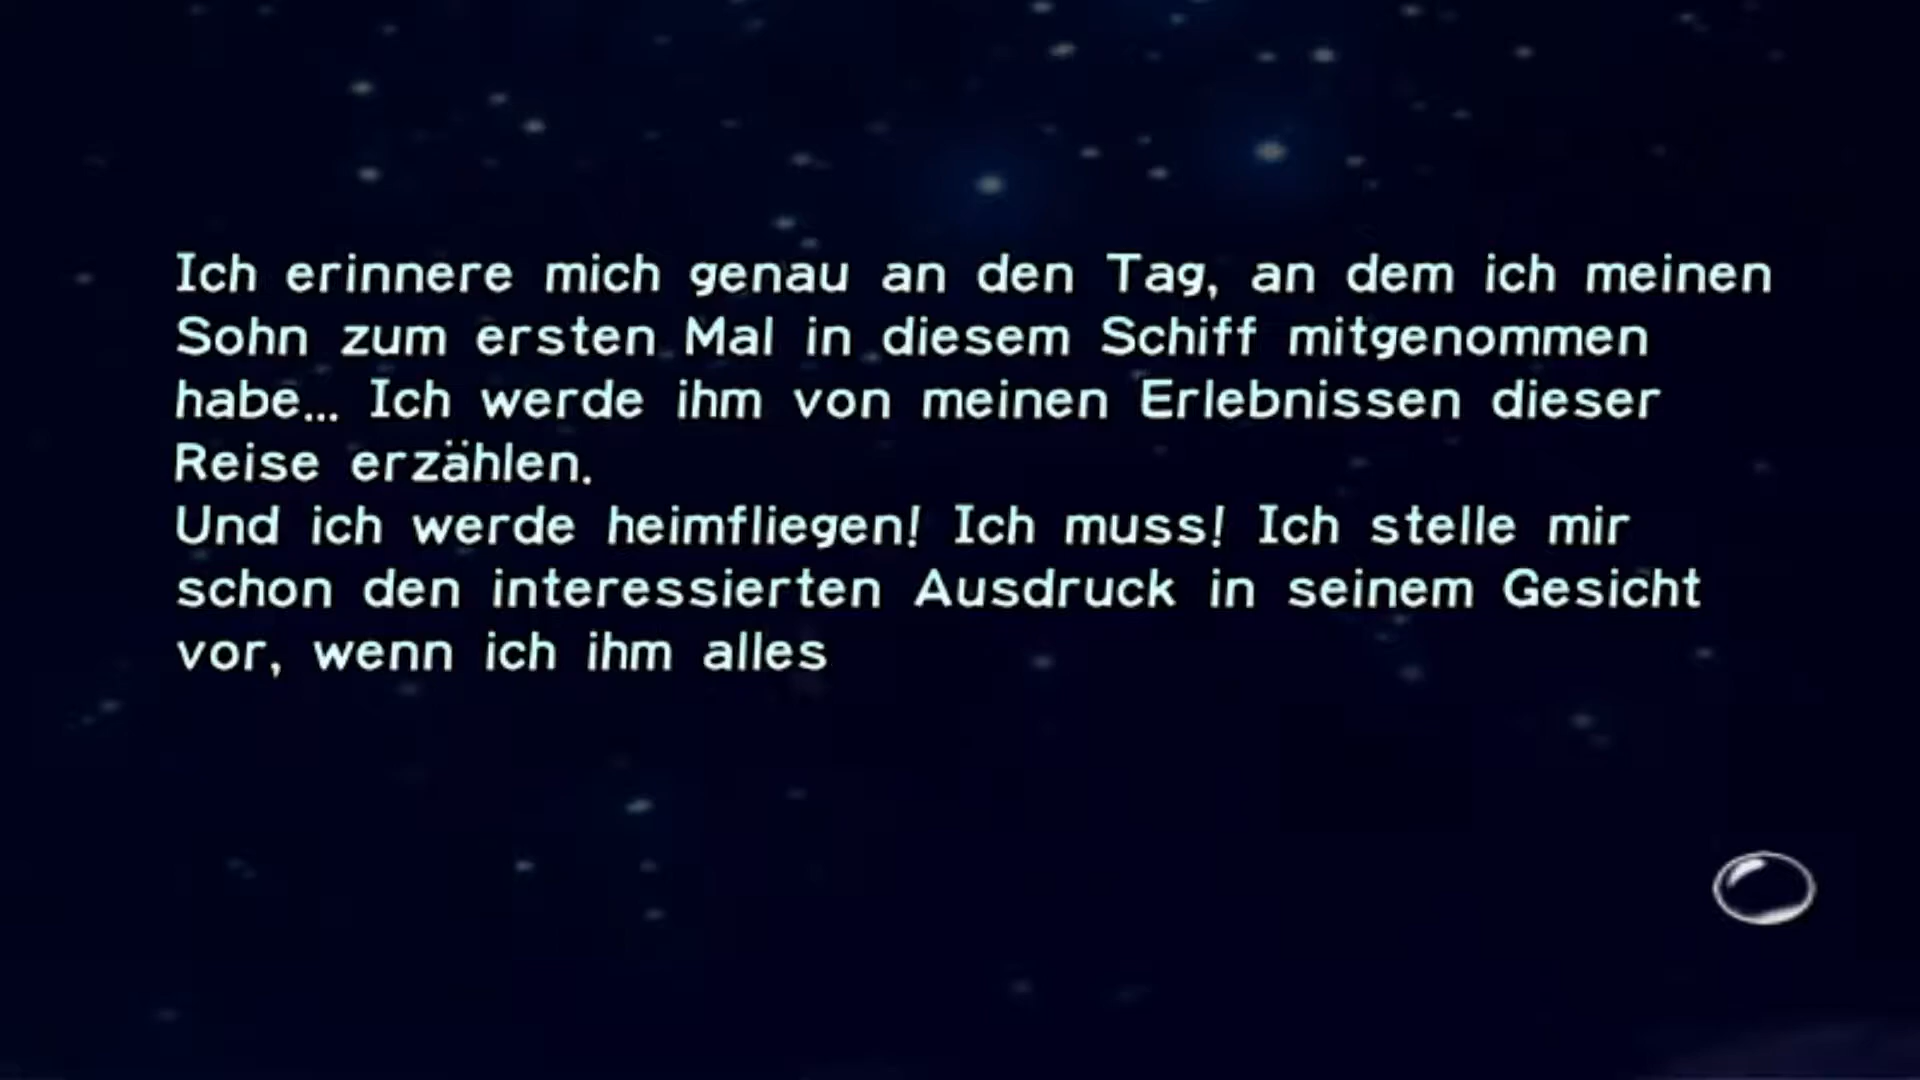 Ich erinnere mich genau an den Tag, an dem ich meinen
Sohn zum ersten Mal in diesem Schiff mitgenommen
habe... Ich werde ihm von meinen Erlebnissen dieser
Reise erzählen.
Und ich werde heimfliegen! Ich muss! Ich stelle mir
schon den interessierten Ausdruck in seinem Gesicht
vor, wenn ich ihm alles